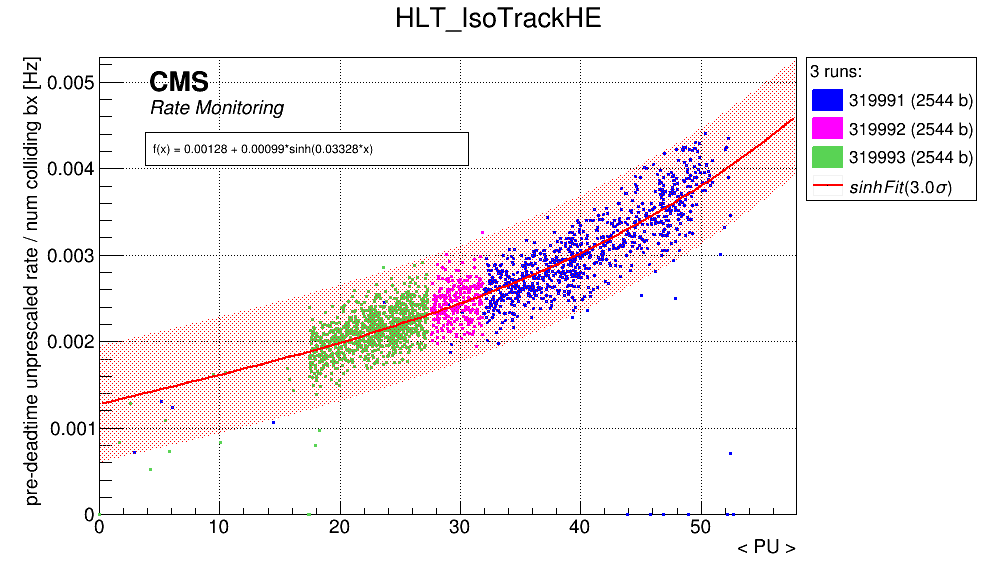 HLT_IsoTrackHE
pre-deadtime unprescaled rate / num colliding bx [Hz]
0.005
0.004
0.003
0.002
0.001
0
CMS
Rate Monitoring
f(x) = 0.00128 + 0.00099*sinh(0.03328*x)
0 10 20 30 40 50
< PU >
3 runs:
319991 (2544 b)
319992 (2544 b)
319993 (2544 b)
sinhFit(3.0σ)